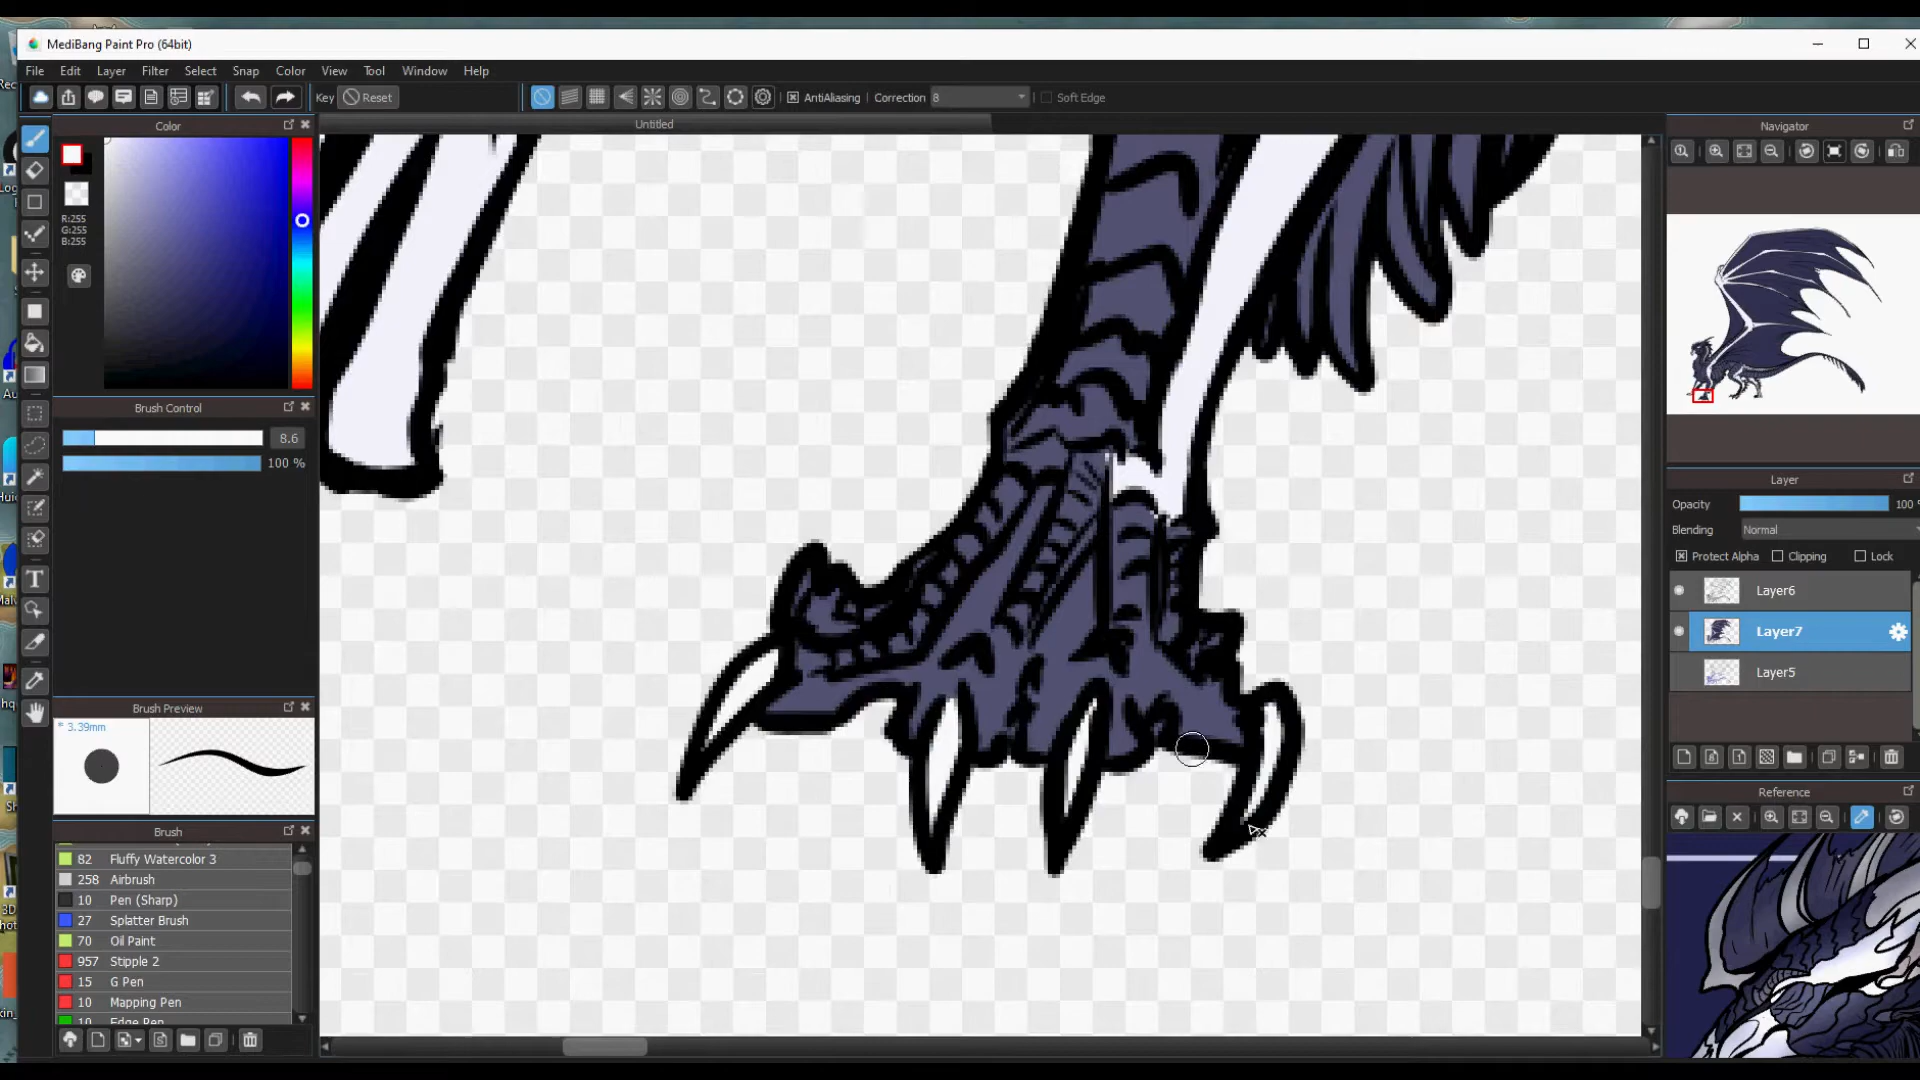 MediBang Paint Pro (64bit)
File Edit Layer Filter Select Snap Color View Tool Window Help
Key Reset AntiAliasing Correction 8 Soft Edge
Color
Untitled
Navigator
R:255
G:255
B:255
Brush Control
8.6
100 %
Layer
Opacity 100
Blending Normal
Protect Alpha Clipping Lock
Layer6
Layer7
Layer5
Brush Preview
* 3.39mm
Reference
Brush
82 Fluffy Watercolor 3
258 Airbrush
10 Pen (Sharp)
27 Splatter Brush
70 Oil Paint
957 Stipple 2
15 G Pen
10 Mapping Pen
10 Edge Pen